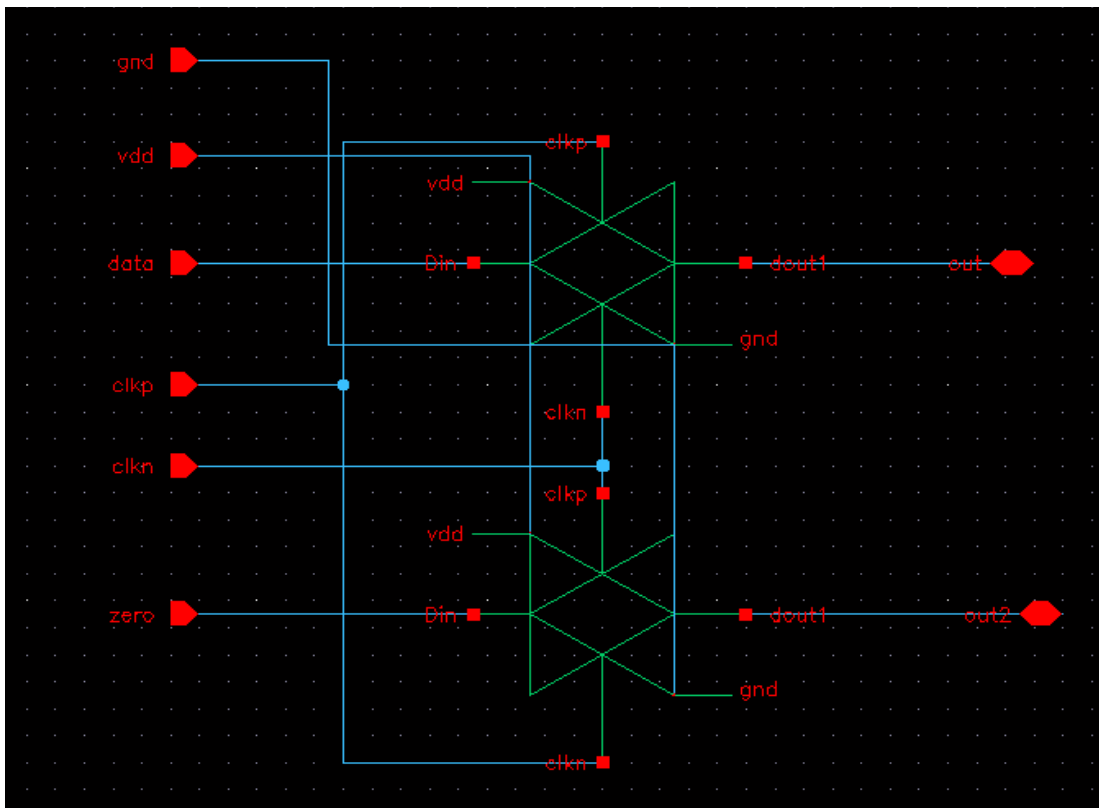 gnd
clkp
vdd
vdd
data
Din
dout1
out
gnd
clkp
clkn
clkn
clkp
vdd
zero
Din
dout1
out2
gnd
clkn